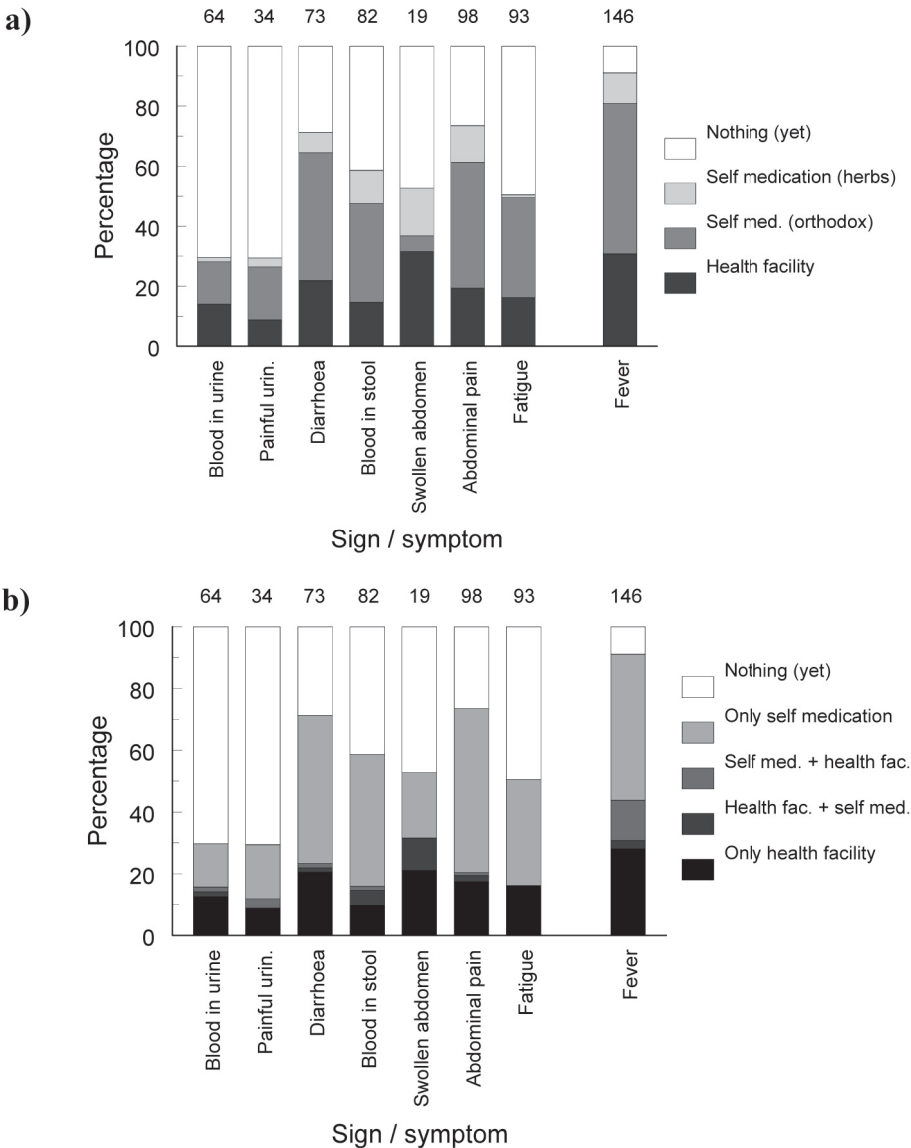 a)
64 34 73 82 19 98 93 146
Percentage
100
80
60
40
20
0
Nothing (yet)
Self medication (herbs)
Self med. (orthodox)
Health facility
Blood in urine
Painful urin.
Diarrhoea
Blood in stool
Swollen abdomen
Abdominal pain
Fatigue
Fever
Sign / symptom
b)
64 34 73 82 19 98 93 146
Percentage
100
80
60
40
20
0
Nothing (yet)
Only self medication
Self med. + health fac.
Health fac. + self med.
Only health facility
Blood in urine
Painful urin.
Diarrhoea
Blood in stool
Swollen abdomen
Abdominal pain
Fatigue
Fever
Sign / symptom